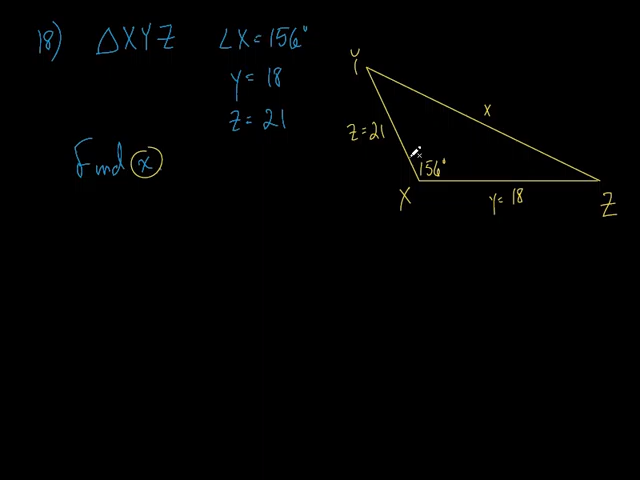 18) △XYZ ∠X = 156°
y = 18
z = 21
Find x
Y
x
z = 21
156°
X
y = 18
Z